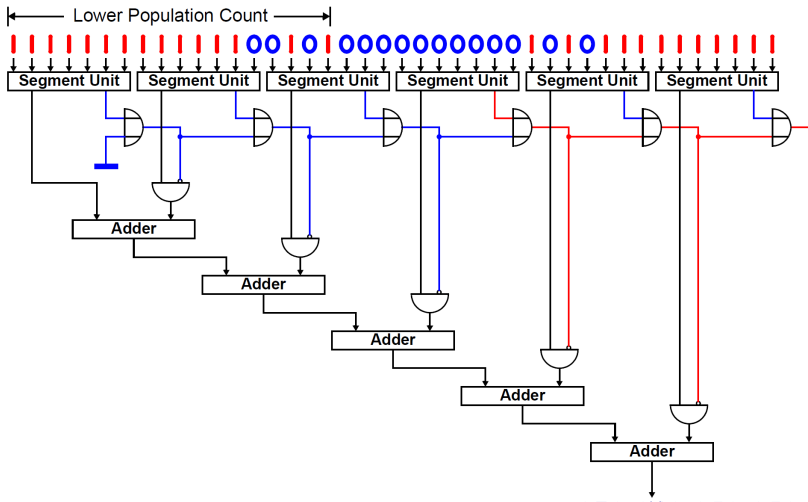 Lower Population Count
I I I I I I I I I I I I I O O I O I O O O O O O O O O O I O I O I I I I I I I I I I
Segment Unit Segment Unit Segment Unit Segment Unit Segment Unit Segment Unit
Adder
Adder
Adder
Adder
Adder